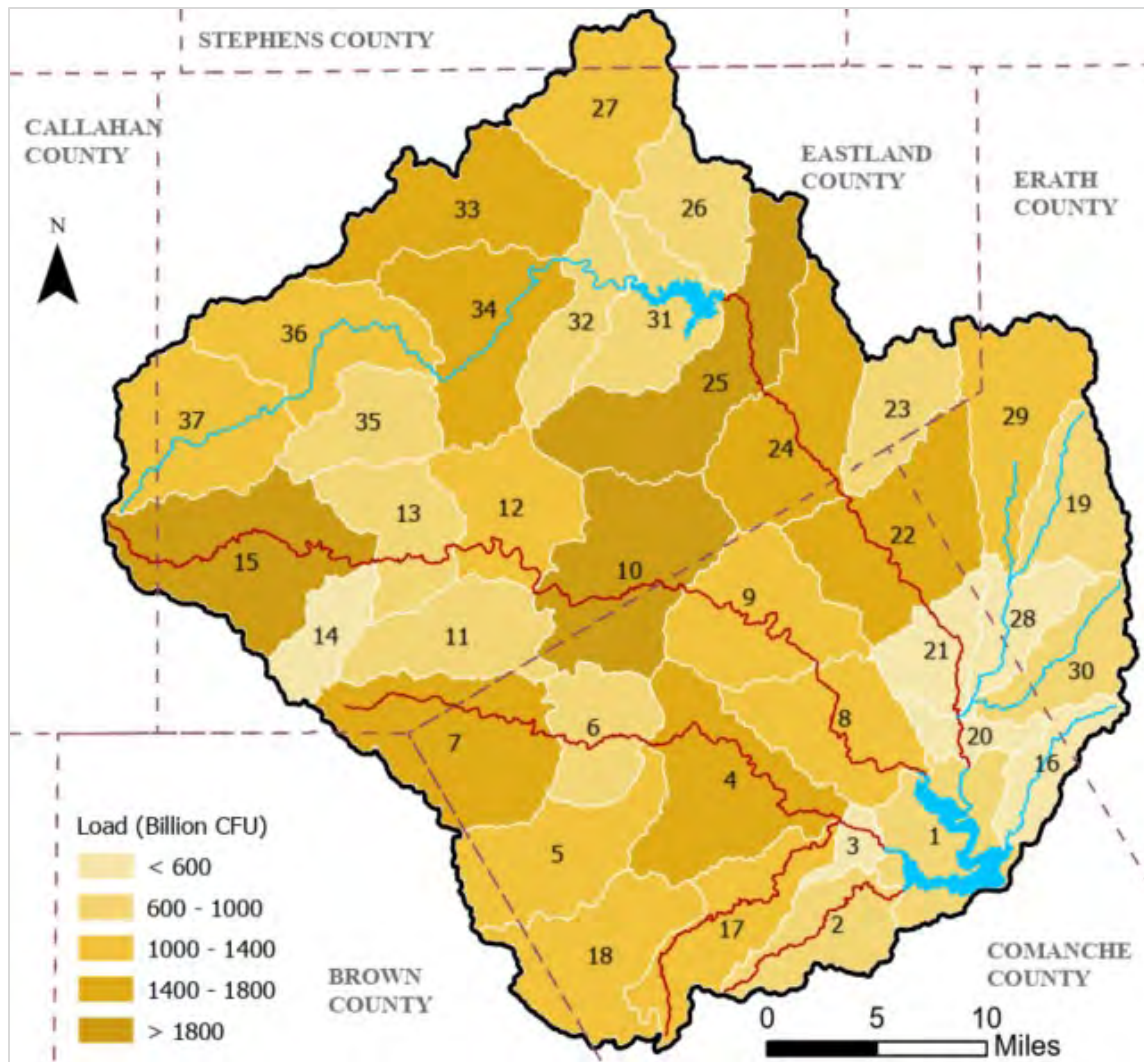 STEPHENS COUNTY
CALLAHAN
COUNTY
EASTLAND
COUNTY
ERATH
COUNTY
N
27
26
33
34
32
31
36
35
37
25
23
29
24
19
13
12
22
15
10
9
28
14
11
21
30
6
7
8
20
4
16
1
3
5
2
17
18
Load (Billion CFU)
< 600
600 - 1000
1000 - 1400
1400 - 1800
> 1800
BROWN
COUNTY
COMANCHE
COUNTY
0 5 10
Miles